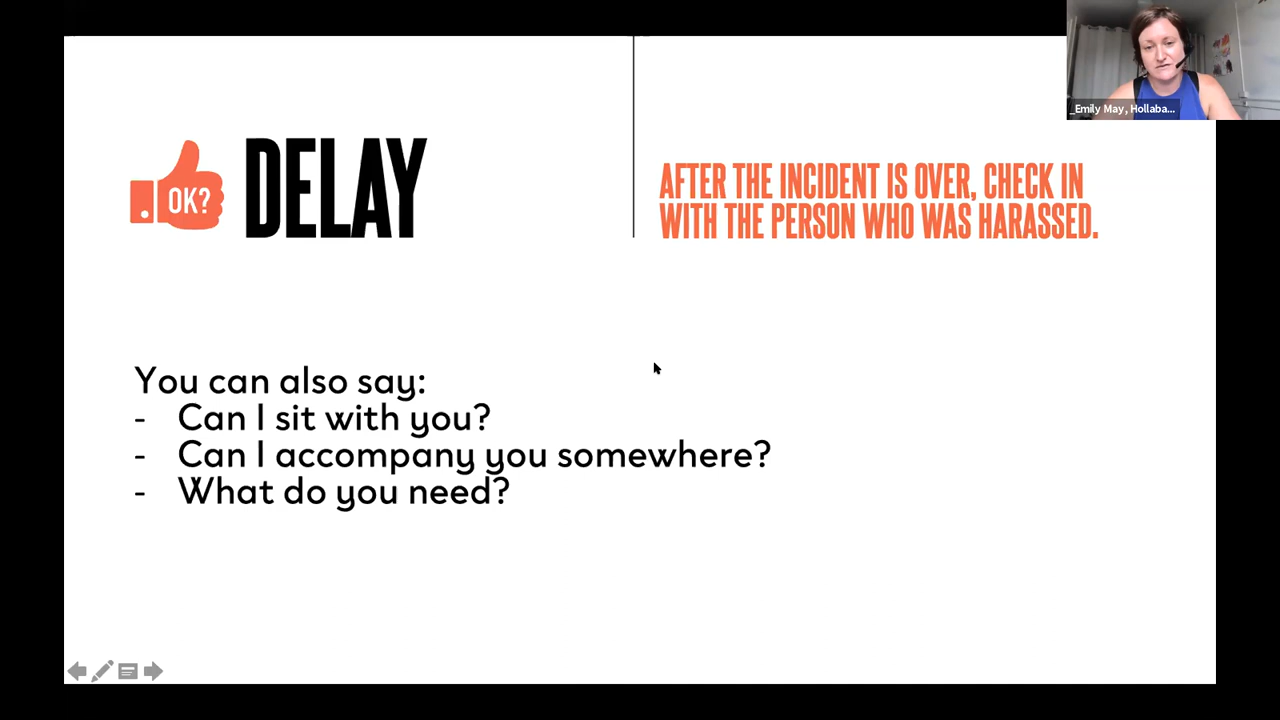 _Emily May, Hollaba...
OK?
DELAY
AFTER THE INCIDENT IS OVER, CHECK IN
WITH THE PERSON WHO WAS HARASSED.
You can also say:
- Can I sit with you?
- Can I accompany you somewhere?
- What do you need?